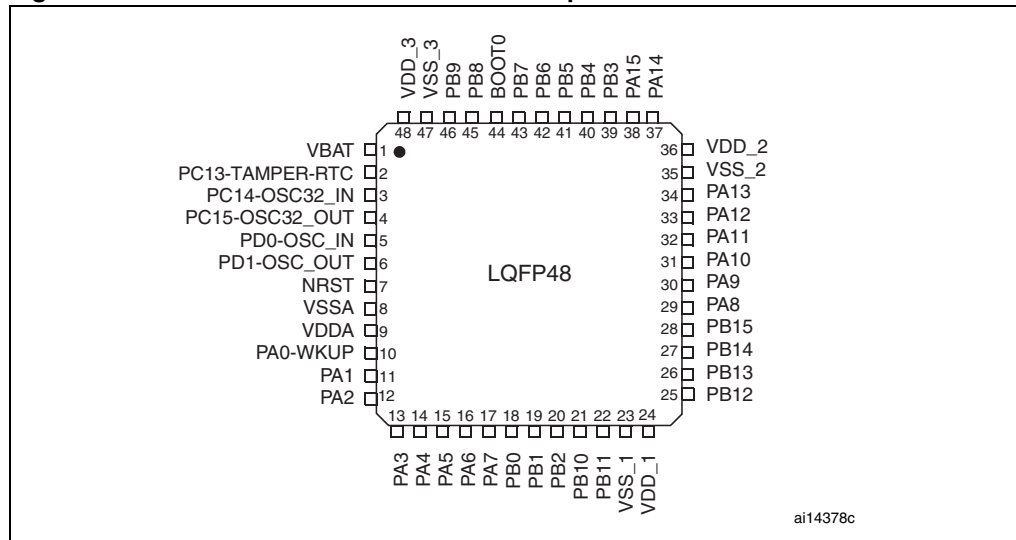 VDD_3
VSS_3
PB9
PB8
BOOT0
PB7
PB6
PB5
PB4
PB3
PA15
PA14
48 47 46 45 44 43 42 41 40 39 38 37
VBAT 1
PC13-TAMPER-RTC 2
PC14-OSC32_IN 3
PC15-OSC32_OUT 4
PD0-OSC_IN 5
PD1-OSC_OUT 6
NRST 7
VSSA 8
VDDA 9
PA0-WKUP 10
PA1 11
PA2 12
LQFP48
36 VDD_2
35 VSS_2
34 PA13
33 PA12
32 PA11
31 PA10
30 PA9
29 PA8
28 PB15
27 PB14
26 PB13
25 PB12
13 14 15 16 17 18 19 20 21 22 23 24
PA3
PA4
PA5
PA6
PA7
PB0
PB1
PB2
PB10
PB11
VSS_1
VDD_1
ai14378c